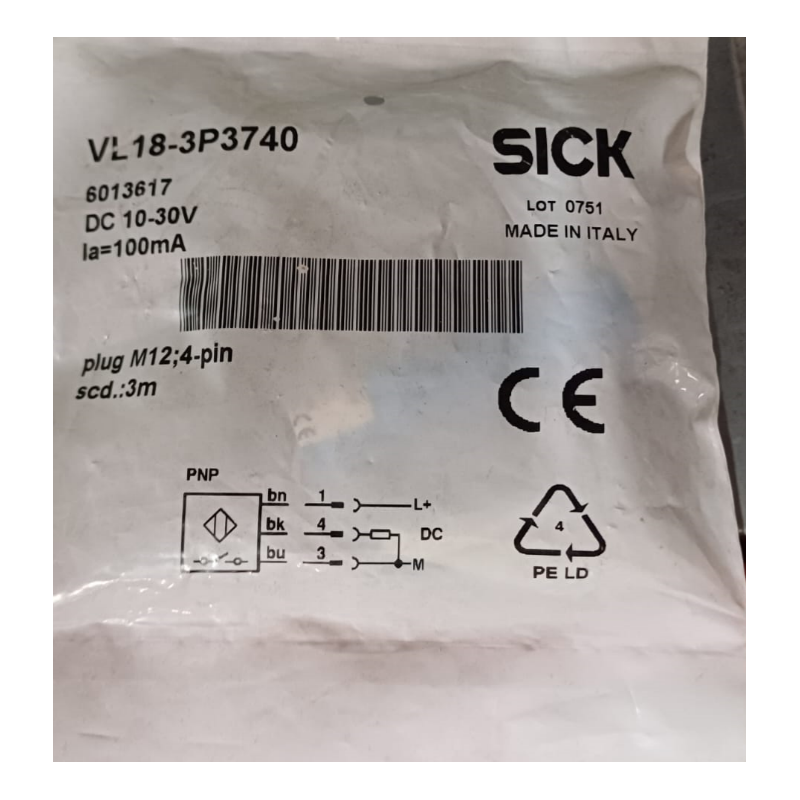 VL18-3P3740
SICK
6013617
DC 10-30V
Ia=100mA
LOT 0751
MADE IN ITALY
plug M12;4-pin
scd.:3m
CE
PNP
bn 1 L+
bk 4 DC
bu 3 M
4
PE LD